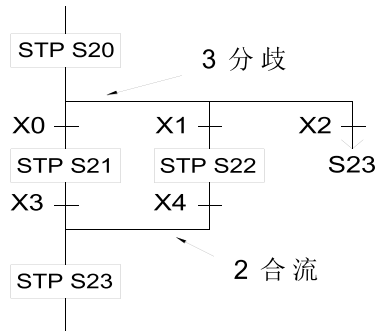 STP S20
3 分歧
X0 X1 X2
STP S21 STP S22 S23
X3 X4
STP S23
2 合流